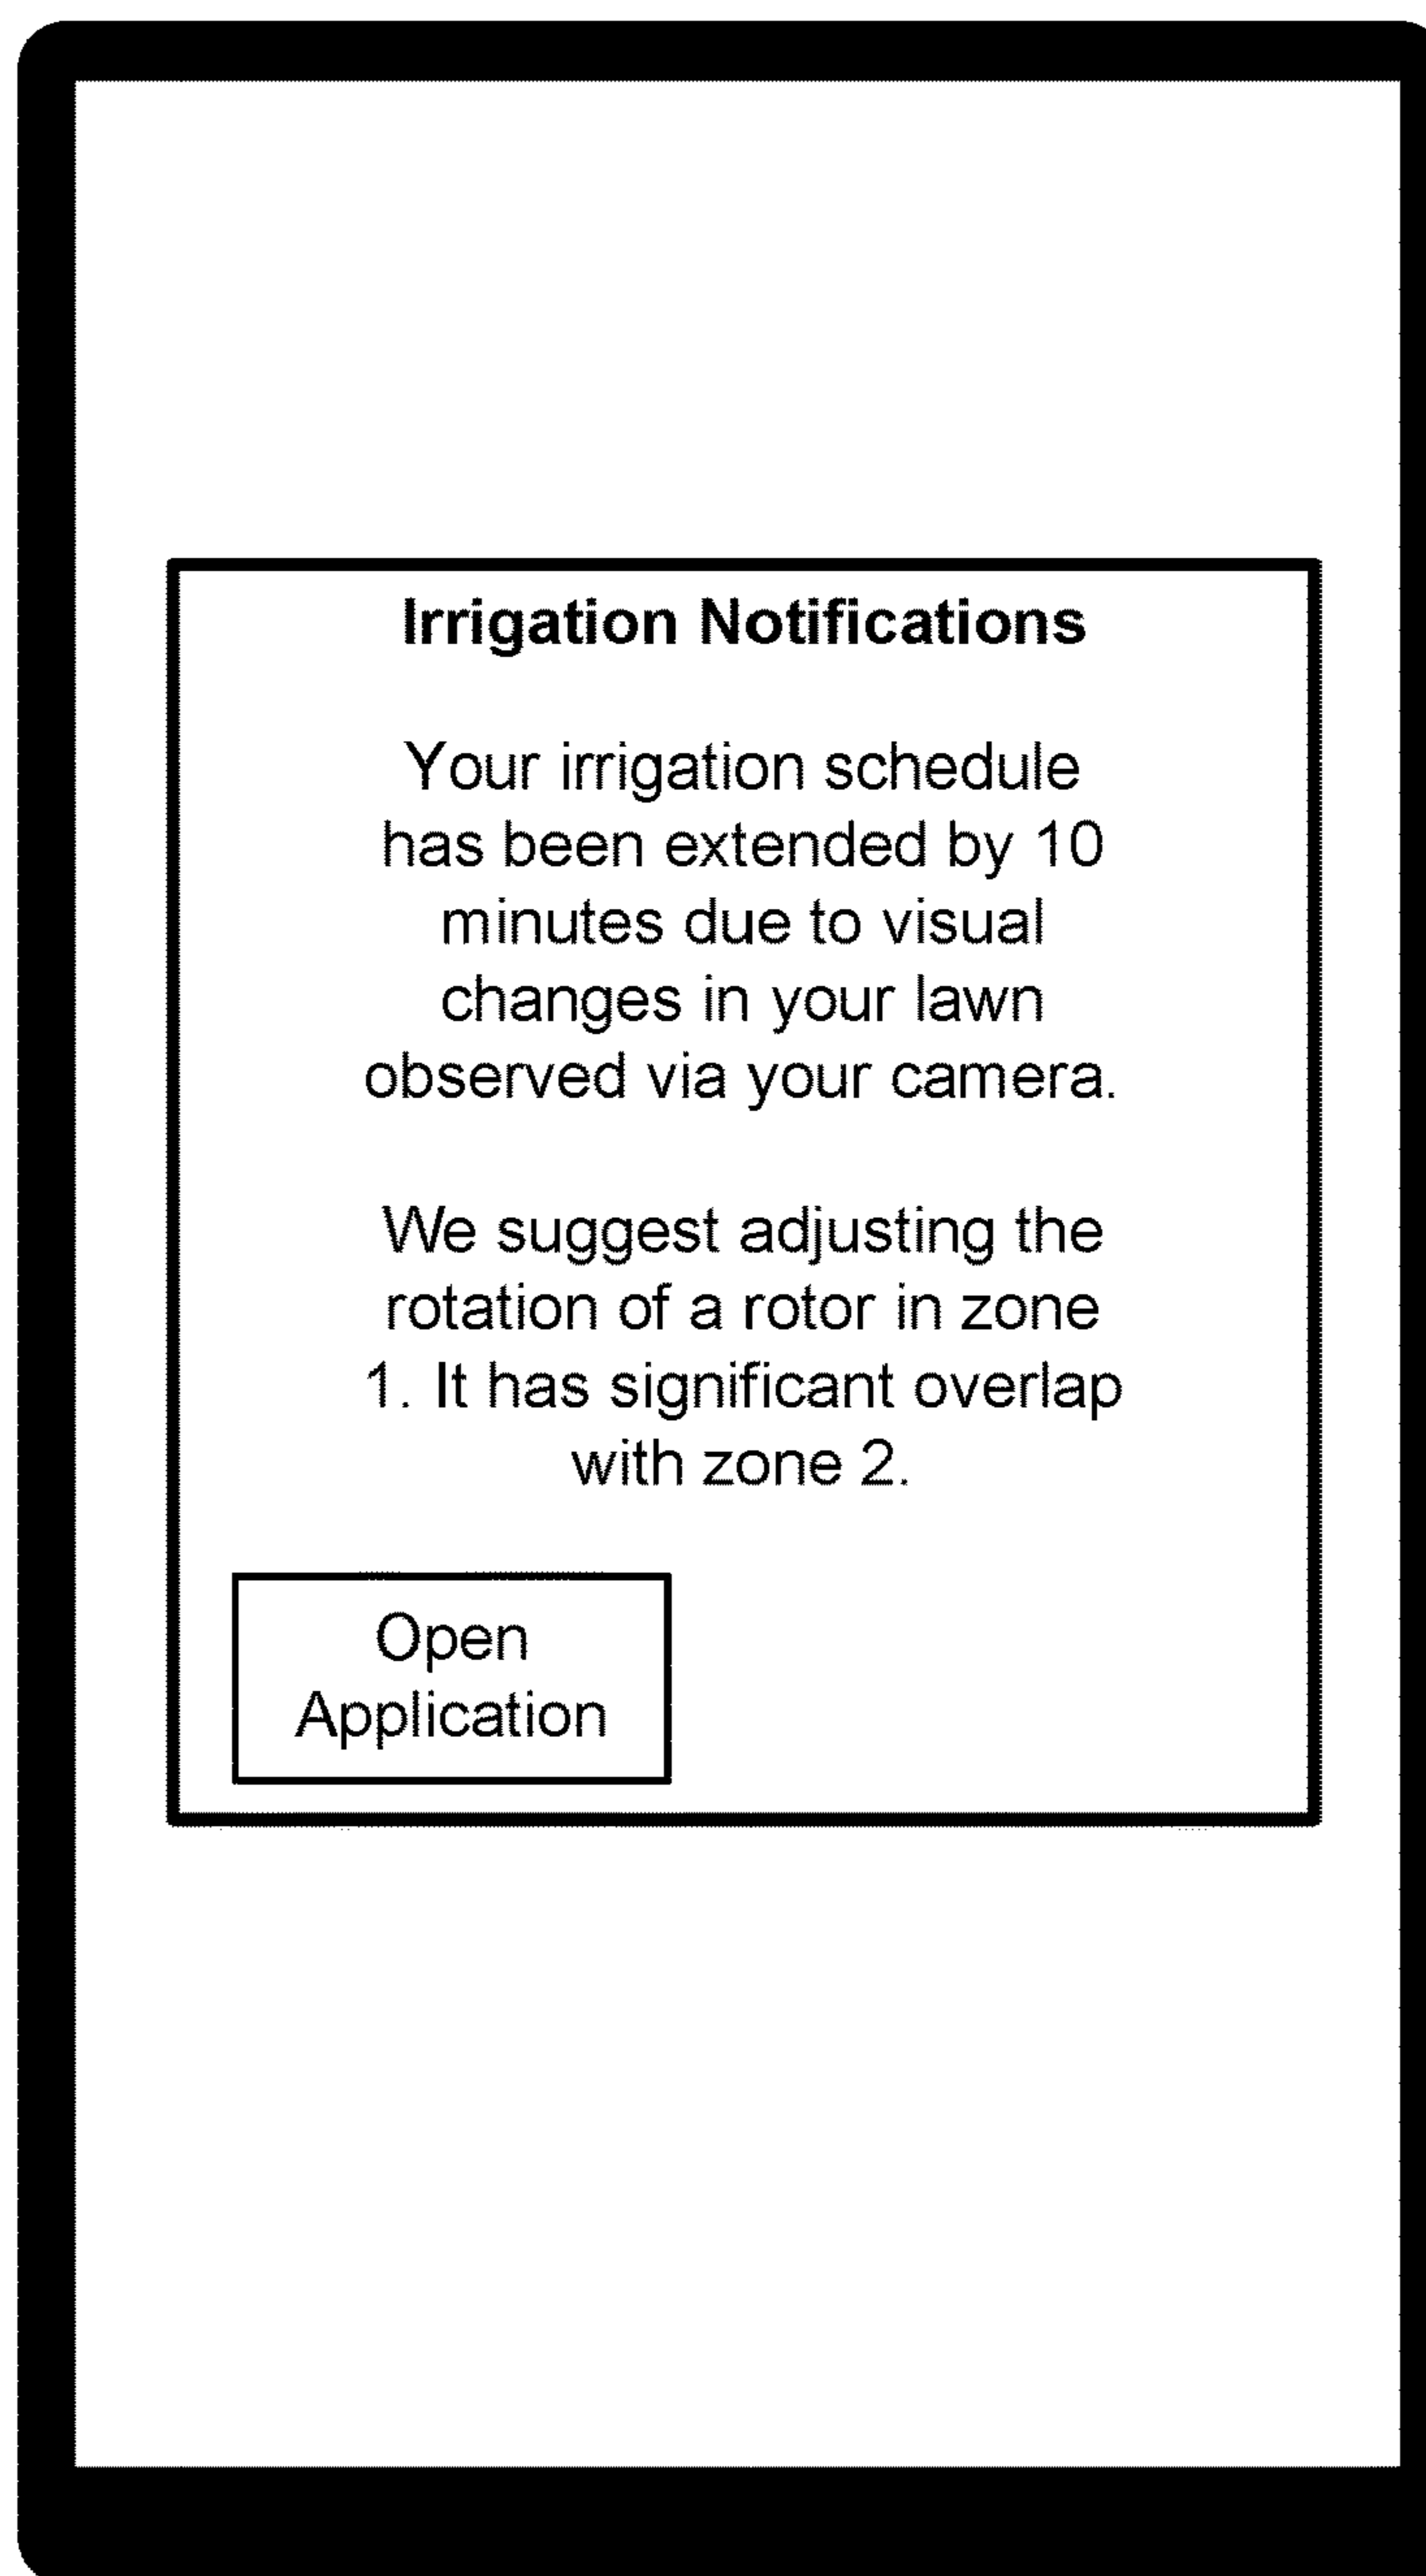 Irrigation Notifications
Your irrigation schedule
has been extended by 10
minutes due to visual
changes in your lawn
observed via your camera.
We suggest adjusting the
rotation of a rotor in zone
1. It has significant overlap
with zone 2.
Open
Application